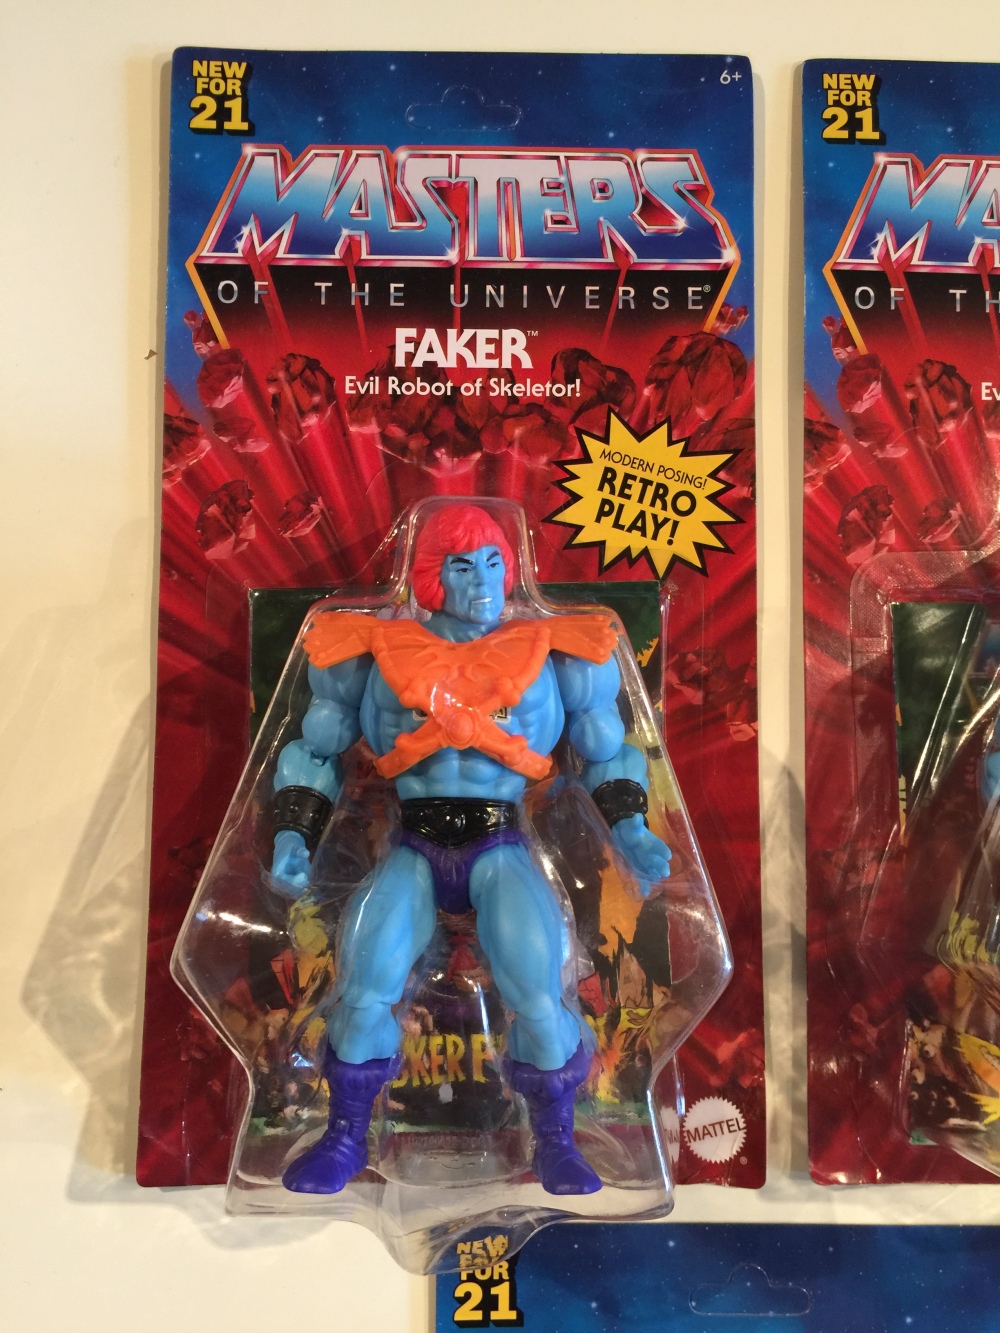 NEW
FOR
21
6+
MASTERS
OF THE UNIVERSE®
FAKER™
Evil Robot of Skeletor!
MODERN POSING!
RETRO
PLAY!
MATTEL
®
NEW
FOR
21
MA
OF TH
Ev
NEW
FOR
21